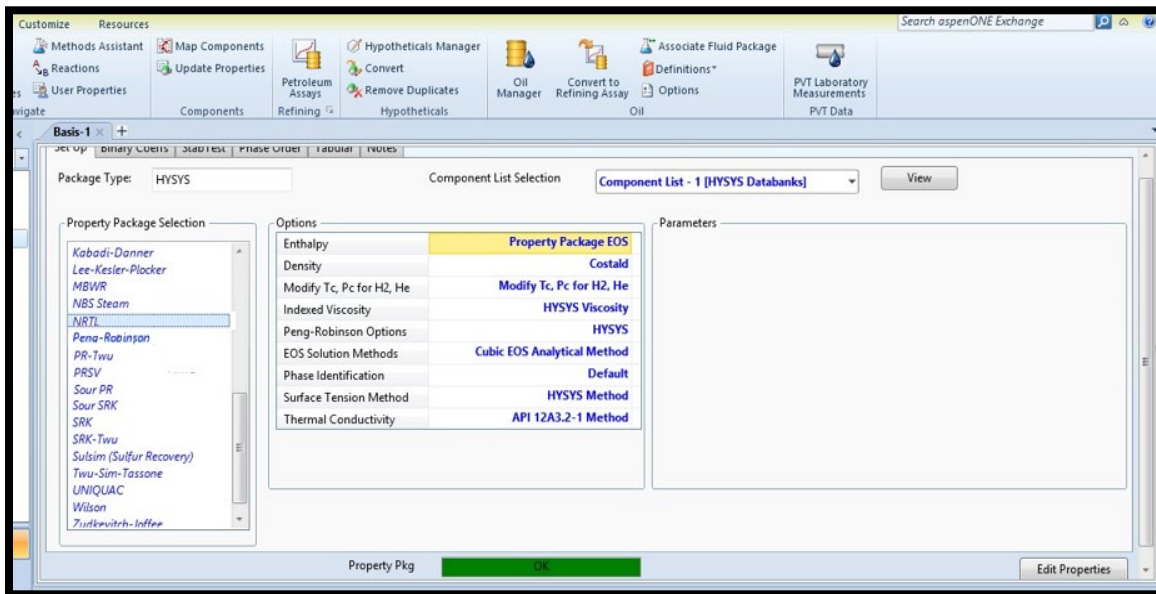 Customize Resources Search aspenONE Exchange
Methods Assistant Map Components Hypotheticals Manager Associate Fluid Package
Reactions Update Properties Convert Definitions
User Properties Petroleum Assays Remove Duplicates Oil Manager Convert to Refining Assay Options PVT Laboratory Measurements
vigate Components Refining Hypotheticals Oil PVT Data
Basis-1 × +
Set Up Binary Coeffs StabTest Phase Order Tabular Notes
Package Type: HYSYS Component List Selection Component List - 1 [HYSYS Databanks] View
Property Package Selection
Kabadi-Danner
Lee-Kesler-Plocker
MBWR
NBS Steam
NRTL
Peng-Robinson
PR-Twu
PRSV
Sour PR
Sour SRK
SRK
SRK-Twu
Sulsim (Sulfur Recovery)
Twu-Sim-Tassone
UNIQUAC
Wilson
Zudkevitch-Joffee
Options
Enthalpy Property Package EOS
Density Costald
Modify Tc, Pc for H2, He Modify Tc, Pc for H2, He
Indexed Viscosity HYSYS Viscosity
Peng-Robinson Options HYSYS
EOS Solution Methods Cubic EOS Analytical Method
Phase Identification Default
Surface Tension Method HYSYS Method
Thermal Conductivity API 12A3.2-1 Method
Parameters
Property Pkg OK Edit Properties